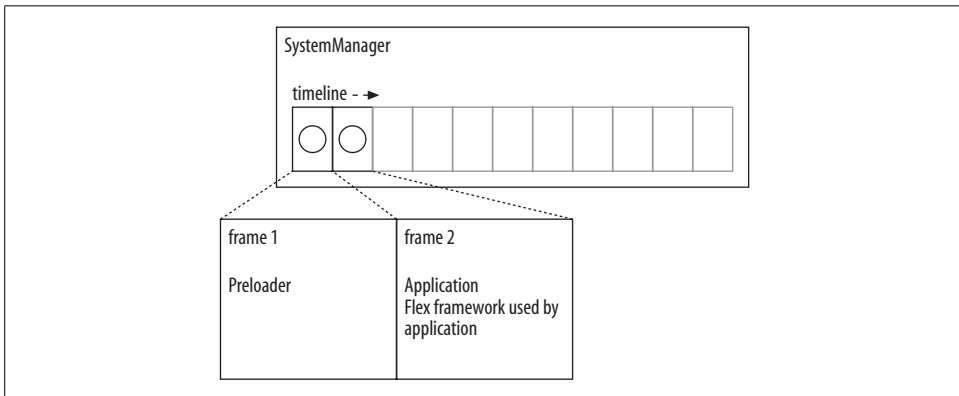 SystemManager
timeline
frame 1
Preloader
frame 2
Application
Flex framework used by
application